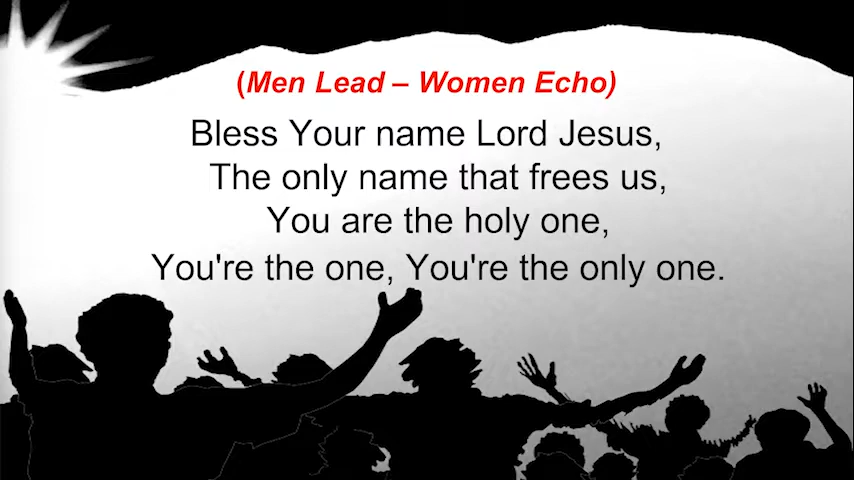 (Men Lead – Women Echo)
Bless Your name Lord Jesus,
The only name that frees us,
You are the holy one,
You're the one, You're the only one.